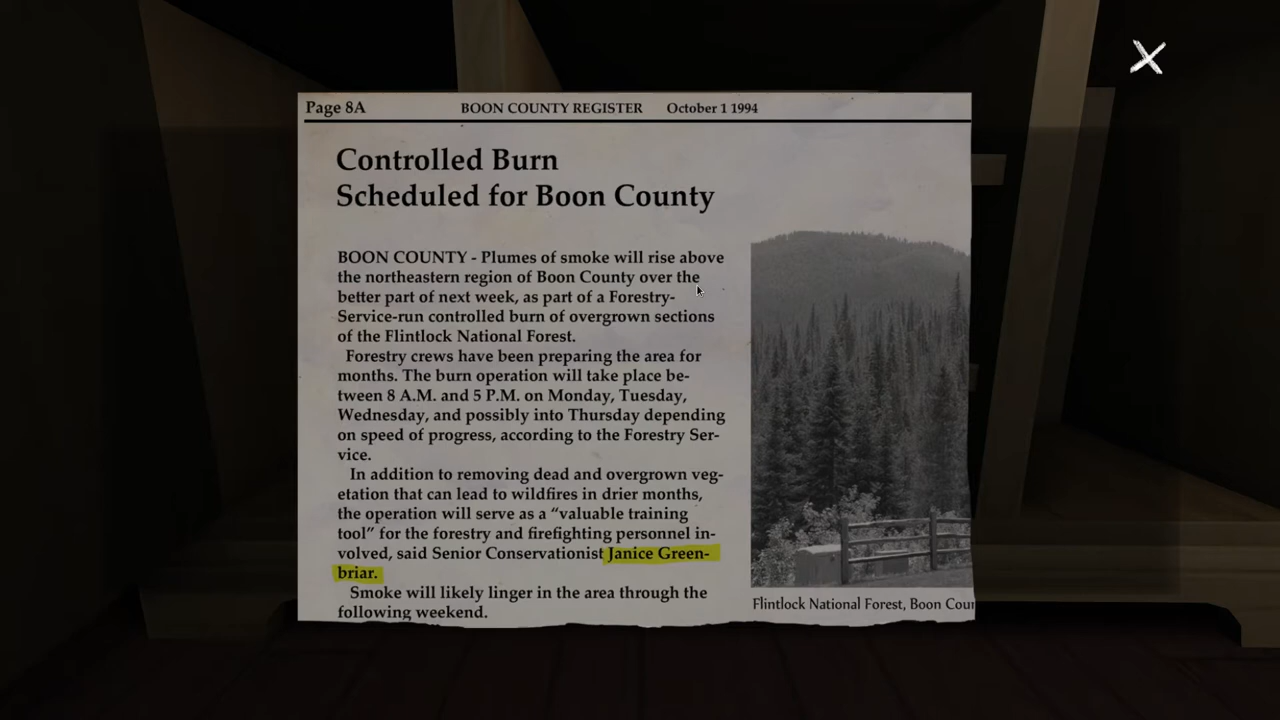 Page 8A BOON COUNTY REGISTER October 1 1994
Controlled Burn
Scheduled for Boon County
BOON COUNTY - Plumes of smoke will rise above
the northeastern region of Boon County over the
better part of next week, as part of a Forestry-
Service-run controlled burn of overgrown sections
of the Flintlock National Forest.
Forestry crews have been preparing the area for
months. The burn operation will take place be-
tween 8 A.M. and 5 P.M. on Monday, Tuesday,
Wednesday, and possibly into Thursday depending
on speed of progress, according to the Forestry Ser-
vice.
In addition to removing dead and overgrown veg-
etation that can lead to wildfires in drier months,
the operation will serve as a “valuable training
tool” for the forestry and firefighting personnel in-
volved, said Senior Conservationist Janice Green-
briar.
Smoke will likely linger in the area through the
following weekend.
Flintlock National Forest, Boon Cour